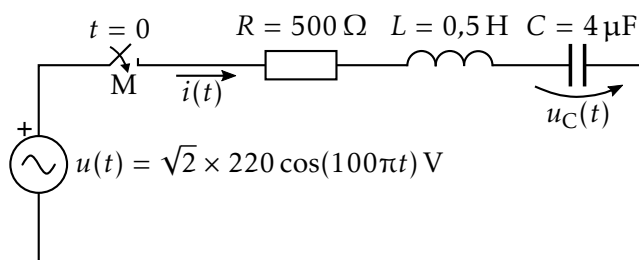 t = 0
R = 500 Ω
L = 0,5 H
C = 4 µF
M
i(t)
u_C(t)
+
u(t) = √2 × 220 cos(100πt) V